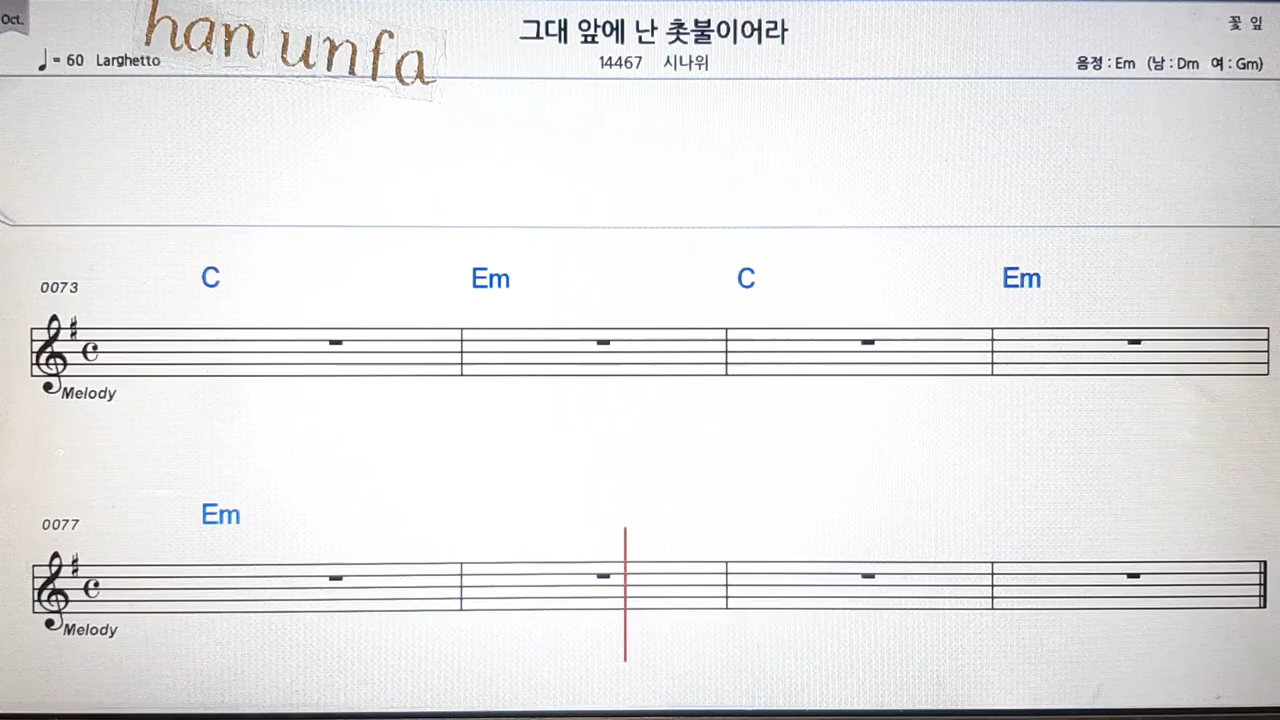 Oct.
han unfa
그대 앞에 난 촛불이어라
꽃 잎
♩= 60 Larghetto
14467 시나위
음정 : Em (남 : Dm 여 : Gm)
C Em C Em
0073
Melody
Em
0077
Melody